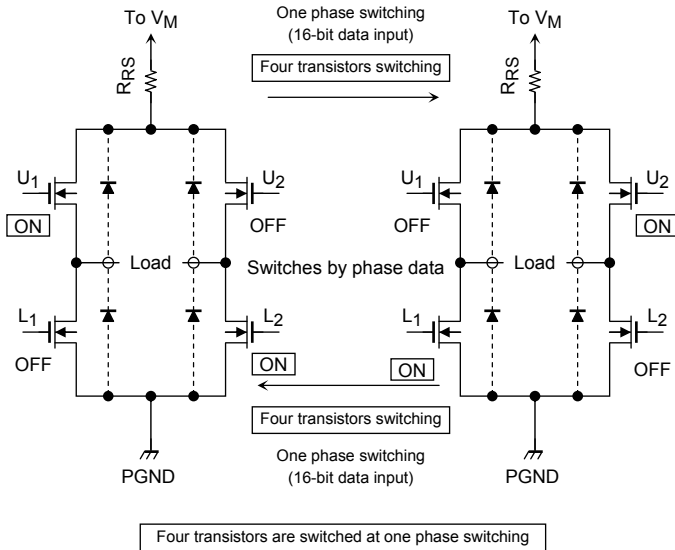 To VM
RRS
U1
ON
U2
OFF
Load
L1
OFF
L2
ON
PGND
One phase switching
(16-bit data input)
Four transistors switching
Switches by phase data
Four transistors switching
One phase switching
(16-bit data input)
To VM
RRS
U1
OFF
U2
ON
Load
L1
ON
L2
OFF
PGND
Four transistors are switched at one phase switching